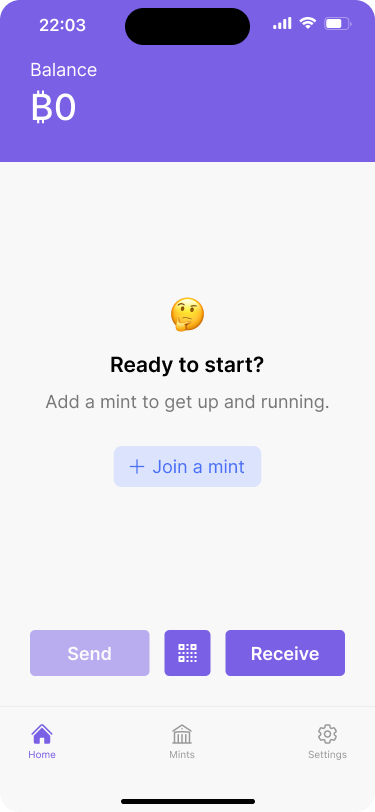 22:03
Balance
₿0
Ready to start?
Add a mint to get up and running.
+ Join a mint
Send
Receive
Home
Mints
Settings